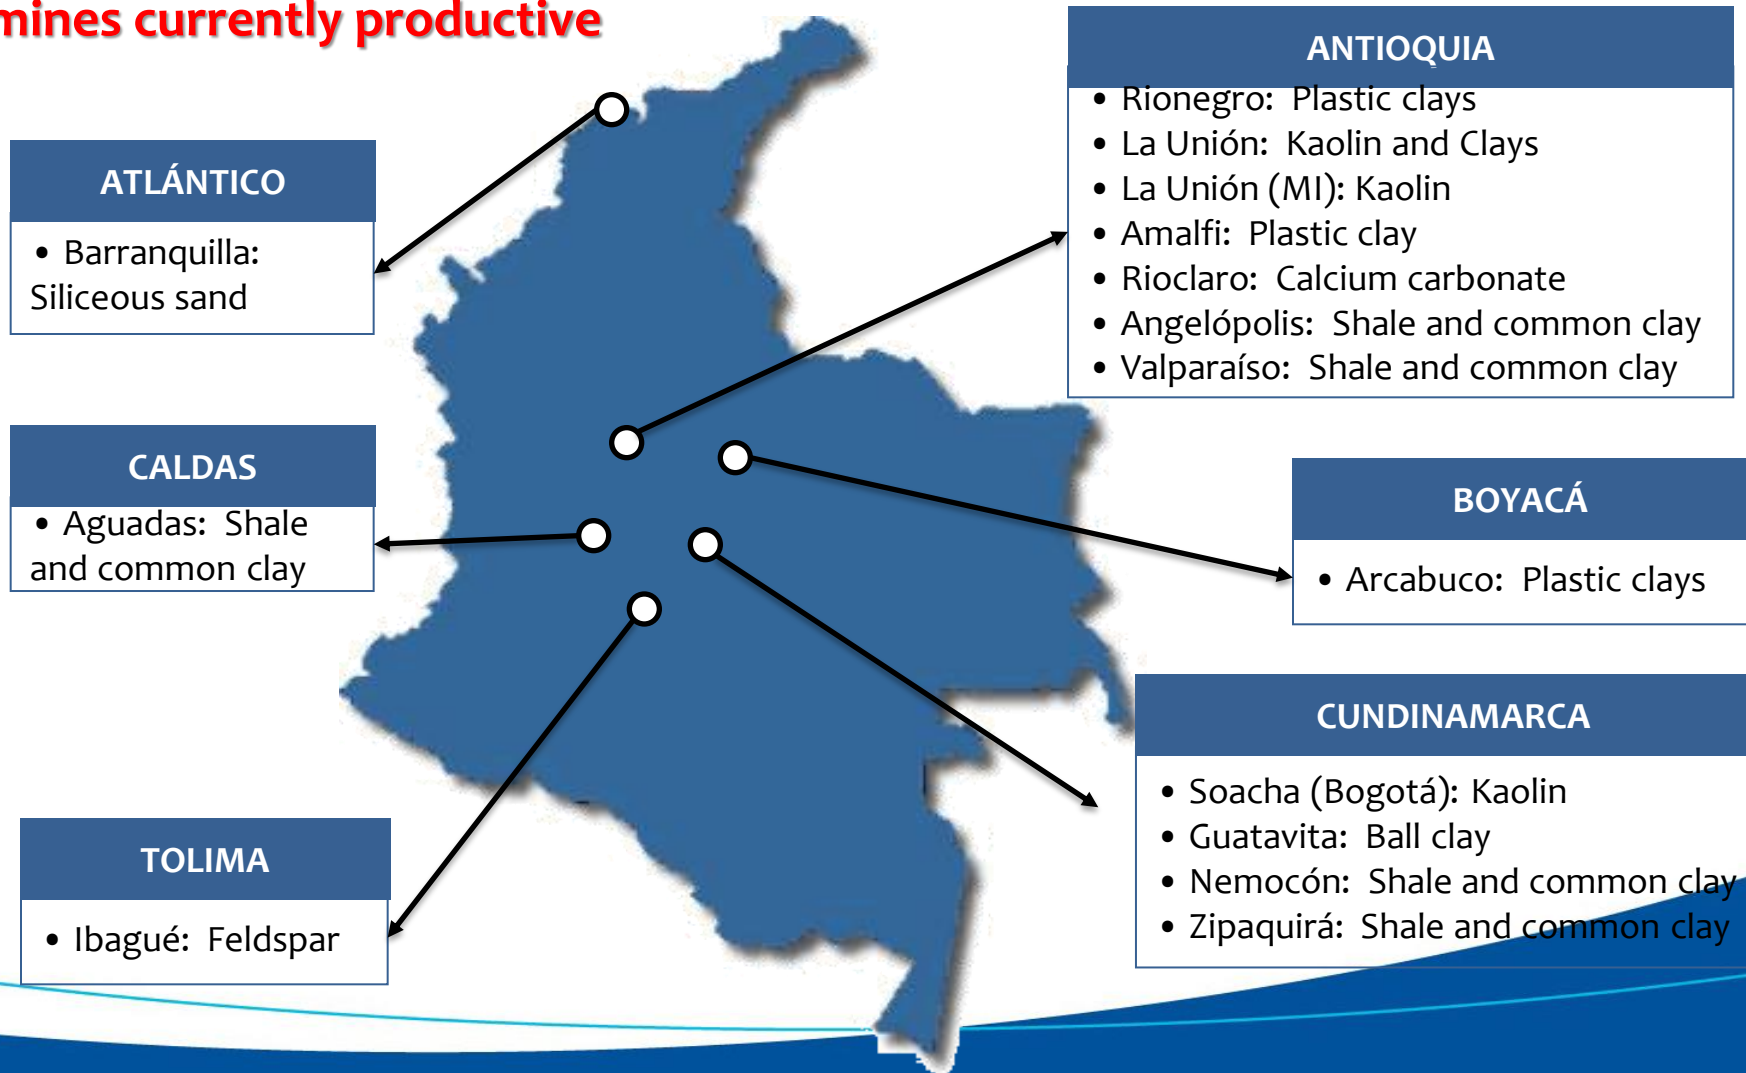 mines currently productive
ANTIOQUIA
• Rionegro: Plastic clays
• La Unión: Kaolin and Clays
• La Unión (MI): Kaolin
• Amalfi: Plastic clay
• Rioclaro: Calcium carbonate
• Angelópolis: Shale and common clay
• Valparaíso: Shale and common clay
ATLÁNTICO
• Barranquilla:
Siliceous sand
CALDAS
• Aguadas: Shale
and common clay
BOYACÁ
• Arcabuco: Plastic clays
CUNDINAMARCA
• Soacha (Bogotá): Kaolin
• Guatavita: Ball clay
• Nemocón: Shale and common clay
• Zipaquirá: Shale and common clay
TOLIMA
• Ibagué: Feldspar